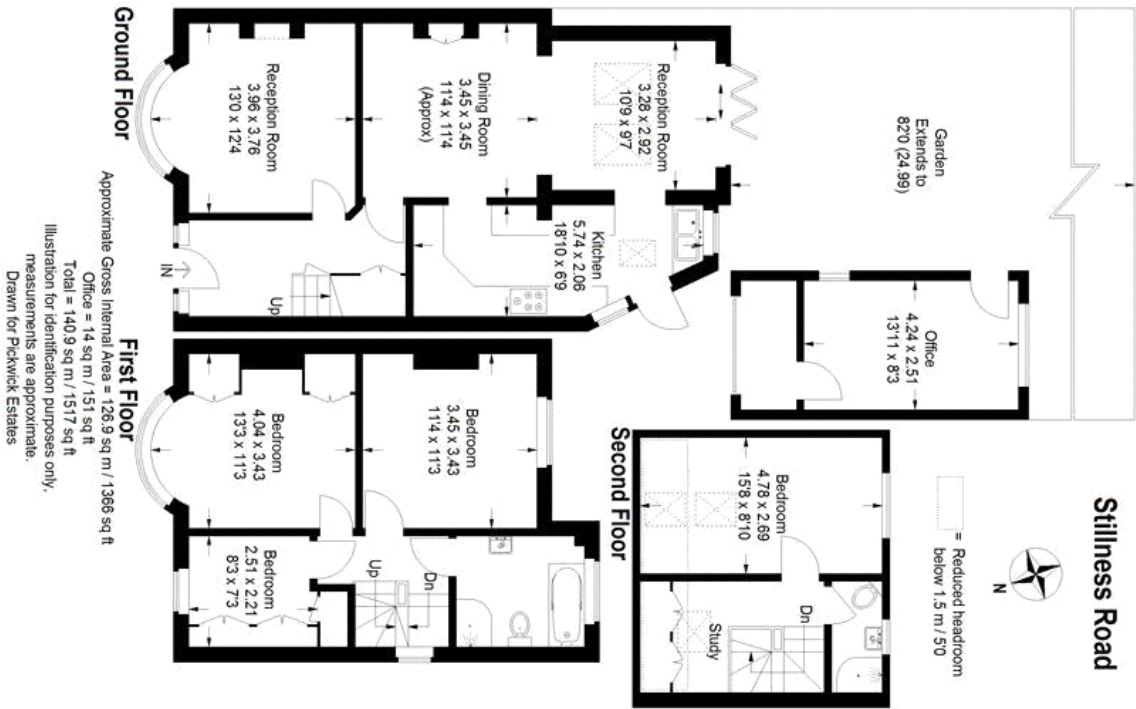 Stillness Road
N
= Reduced headroom
below 1.5 m / 5'0
Garden
Extends to
82'0 (24.99)
Office
4.24 x 2.51
13'11 x 8'3
Reception Room
3.28 x 2.92
10'9 x 9'7
Kitchen
5.74 x 2.06
18'10 x 6'9
Dining Room
3.45 x 3.45
11'4 x 11'4
(Approx)
Reception Room
3.96 x 3.76
13'0 x 12'4
Up
IN
Ground Floor
Bedroom
4.78 x 2.69
15'8 x 8'10
Dn
Study
Second Floor
Bedroom
3.45 x 3.43
11'4 x 11'3
Dn
Up
Bedroom
4.04 x 3.43
13'3 x 11'3
Bedroom
2.51 x 2.21
8'3 x 7'3
First Floor
Approximate Gross Internal Area = 126.9 sq m / 1366 sq ft
Office = 14 sq m / 151 sq ft
Total = 140.9 sq m / 1517 sq ft
Illustration for identification purposes only,
measurements are approximate.
Drawn for Pickwick Estates